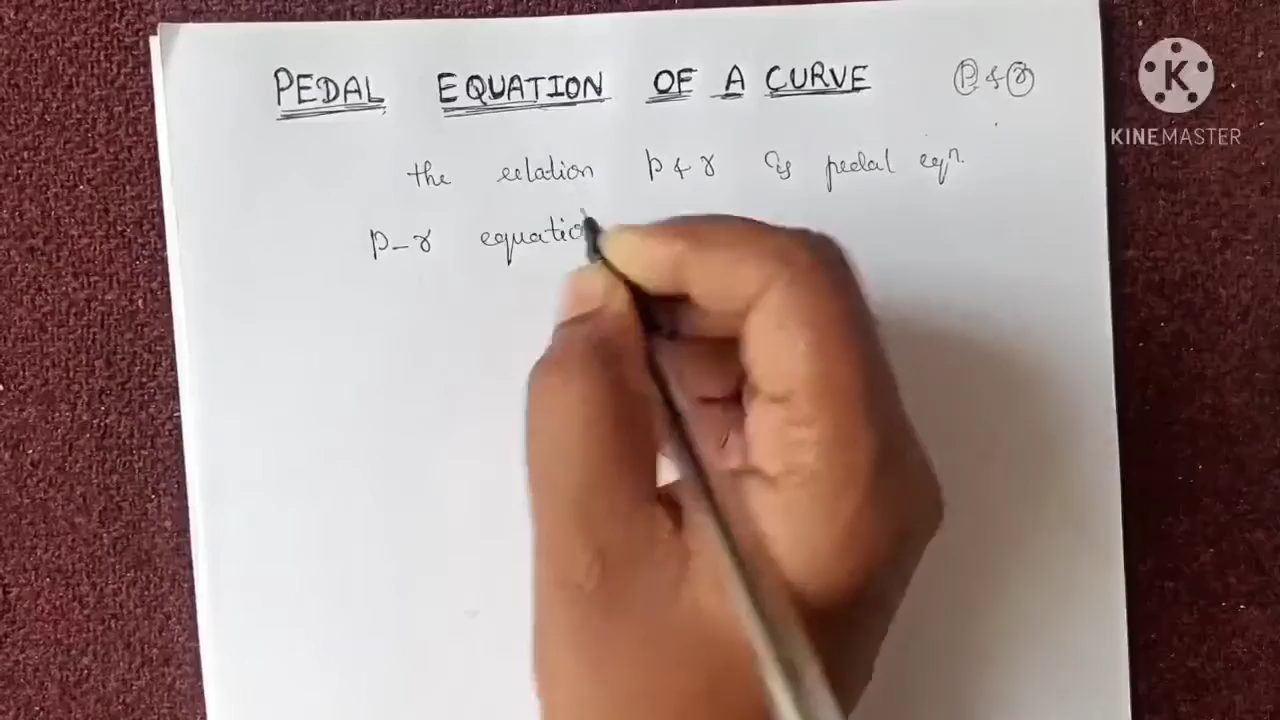 PEDAL EQUATION OF A CURVE P & r
the relation p & r is pedal eqn.
p-r equatio
K
KINEMASTER